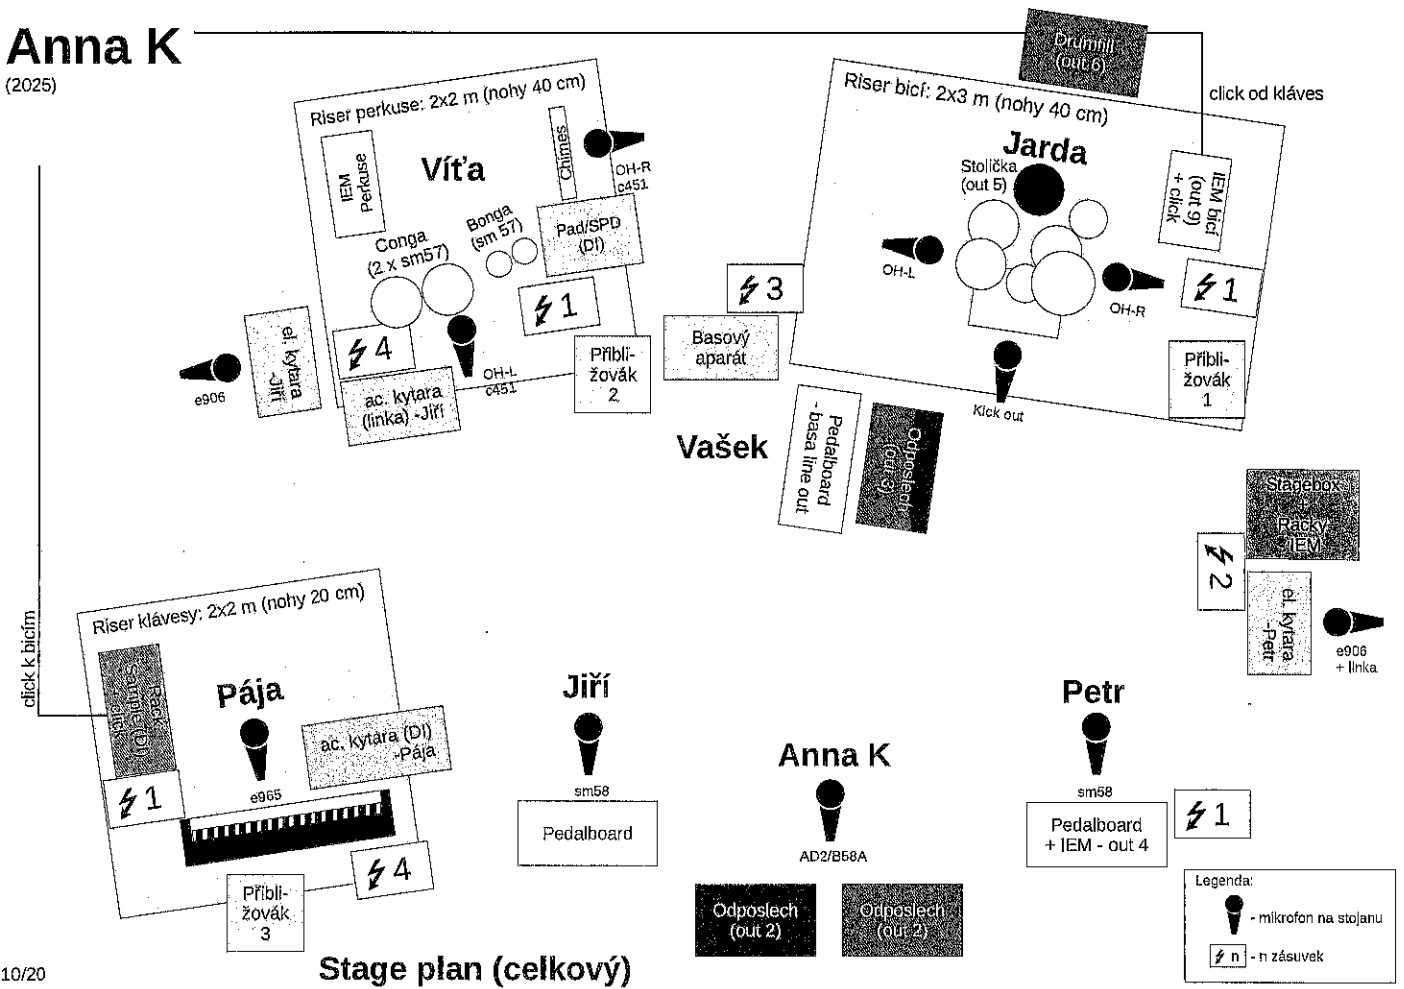 Anna K
(2025)
Drumfill
(out 6)
click od kláves
Riser perkuse: 2x2 m (nohy 40 cm)
IEM
Perkuse
Víťa
Chimes
OH-R
c451
Conga
(2 x sm57)
Bonga
(sm 57)
Pad/SPD
(DI)
1
4
OH-L
c451
Přibli-
žovák
2
el. kytara
-Jiří
e906
ac. kytara
(linka) -Jiří
Riser bicí: 2x3 m (nohy 40 cm)
Jarda
Stolička
(out 5)
IEM bicí
(out 9)
+ click
OH-L
OH-R
1
Kick out
Přibli-
žovák
1
3
Basový
aparát
Vašek
Pedalboard
- basa line out
Odposlech
(out 3)
Stagebox
+
Racky
IEM
2
el. kytara
-Petr
e906
+ linka
click k bicím
Riser klávesy: 2x2 m (nohy 20 cm)
Rack
Sample (DI)
+ click
Pája
e965
ac. kytara (DI)
-Pája
1
4
Přibli-
žovák
3
Jiří
sm58
Pedalboard
Anna K
AD2/B58A
Odposlech
(out 2)
Odposlech
(out 2)
Petr
sm58
Pedalboard
+ IEM - out 4
1
Legenda:
- mikrofon na stojanu
n - n zásuvek
10/20
Stage plan (celkový)